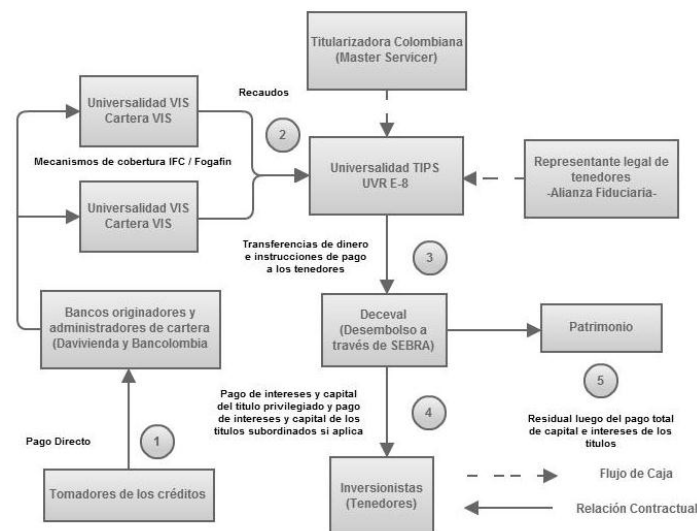 Titularizadora Colombiana
(Master Servicer)
Universalidad VIS
Cartera VIS
Recaudos
2
Mecanismos de cobertura IFC / Fogafin
Universalidad TIPS
UVR E-8
Representante legal de
tenedores
-Alianza Fiduciaria-
Universalidad VIS
Cartera VIS
Transferencias de dinero
e instrucciones de pago
a los tenedores
3
Bancos originadores y
administradores de cartera
(Davivienda y Bancolombia
Deceval
(Desembolso a
través de SEBRA)
Patrimonio
Pago de intereses y capital
del titulo privilegiado y pago
de intereses y capital de los
titulos subordinados si aplica
4
5
Residual luego del pago total
de capital e intereses de los
titulos
Pago Directo
1
Tomadores de los créditos
Inversionistas
(Tenedores)
Flujo de Caja
Relación Contractual